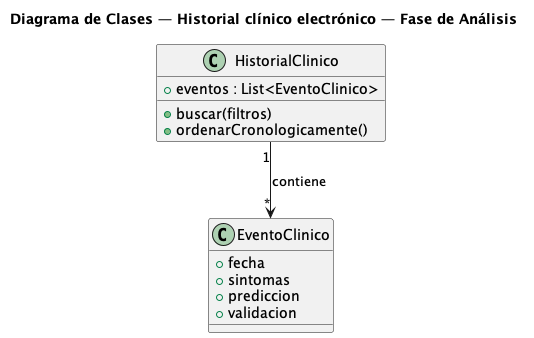 Diagrama de Clases — Historial clínico electrónico — Fase de Análisis
C HistorialClinico
eventos : List<EventoClinico>
buscar(filtros)
ordenarCronologicamente()
1
contiene
*
C EventoClinico
fecha
sintomas
prediccion
validacion